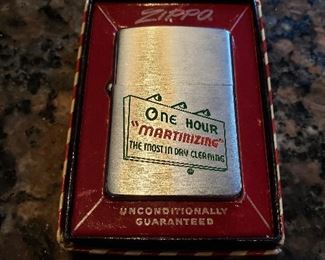 ZIPPO
ONE HOUR
"MARTINIZING"
THE MOST IN DRY CLEANING
UNCONDITIONALLY
GUARANTEED